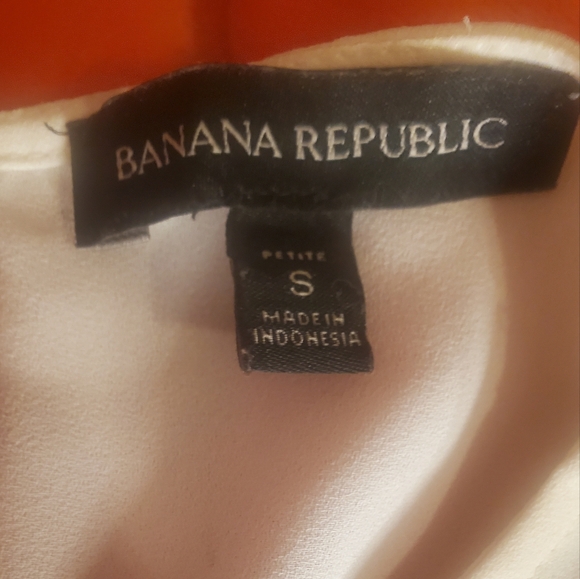 BANANA REPUBLIC
PETITE
S
MADE IN
INDONESIA